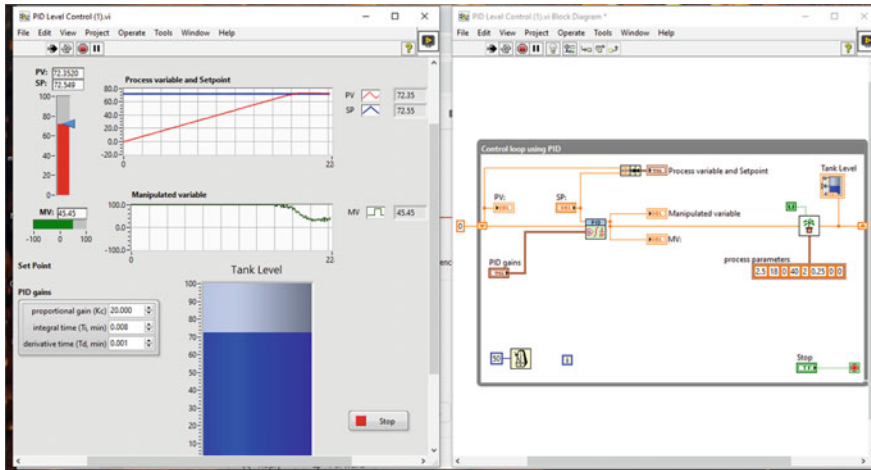 PID Level Control (1).vi
File Edit View Project Operate Tools Window Help
PV: 72.3520
SP: 72.549
100
80
60
40
20
0
MV: 45.45
-100 0 100
Process variable and Setpoint
80.0
60.0
40.0
20.0
0.0
-20.0
0 22
PV 72.35
SP 72.55
Manipulated variable
100.0
0.0
-100.0
0 22
MV 45.45
Set Point
PID gains
proportional gain (Kc) 20.000
integral time (Ti, min) 0.008
derivative time (Td, min) 0.001
Tank Level
100
90
80
70
60
50
40
30
20
10
Stop
PID Level Control (1).vi Block Diagram *
File Edit View Project Operate Tools Window Help
Control loop using PID
Process variable and Setpoint
Tank Level
PV:
SP:
Manipulated variable
PID
MV:
0
PID gains
process parameters
2.5 18 0 40 2 0.25 0 0
50
i
Stop